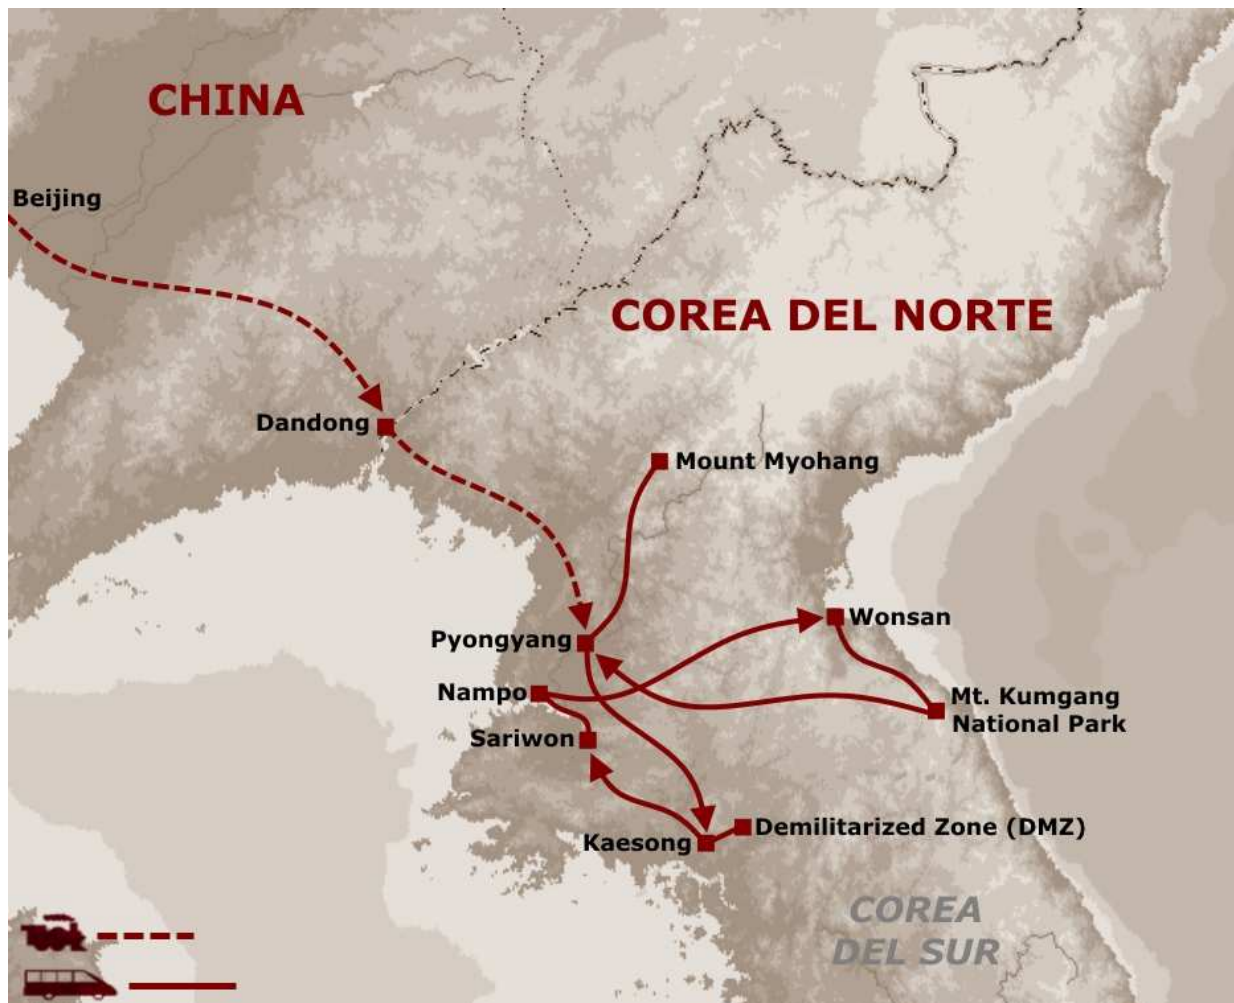 CHINA
Beijing
COREA DEL NORTE
Dandong
Mount Myohang
Wonsan
Pyongyang
Nampo
Mt. Kumgang
National Park
Sariwon
Demilitarized Zone (DMZ)
Kaesong
COREA
DEL SUR